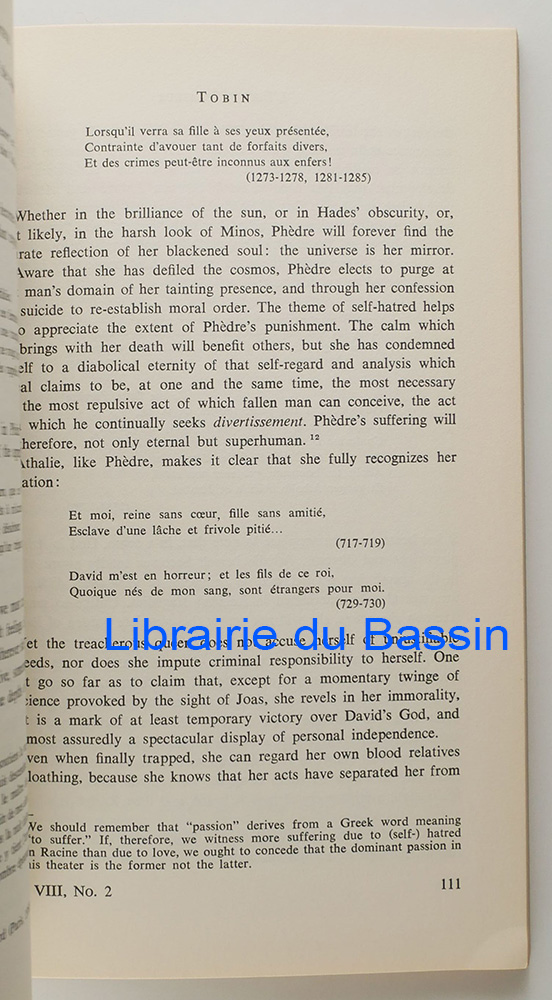 TOBIN
Lorsqu'il verra sa fille à ses yeux présentée,
Contrainte d'avouer tant de forfaits divers,
Et des crimes peut-être inconnus aux enfers!
(1273-1278, 1281-1285)
Whether in the brilliance of the sun, or in Hades' obscurity, or,
likely, in the harsh look of Minos, Phèdre will forever find the
reflection of her blackened soul: the universe is her mirror.
Aware that she has defiled the cosmos, Phèdre elects to purge at
man's domain of her tainting presence, and through her confession
suicide to re-establish moral order. The theme of self-hatred helps
to appreciate the extent of Phèdre's punishment. The calm which
brings with her death will benefit others, but she has condemned
to a diabolical eternity of that self-regard and analysis which
claims to be, at one and the same time, the most necessary
the most repulsive act of which fallen man can conceive, the act
which he continually seeks divertissement. Phèdre's suffering will
therefore, not only eternal but superhuman. 12
Athalie, like Phèdre, makes it clear that she fully recognizes her
ation:
Et moi, reine sans cœur, fille sans amitié,
Esclave d'une lâche et frivole pitié...
(717-719)
David m'est en horreur; et les fils de ce roi,
Quoique nés de mon sang, sont étrangers pour moi.
(729-730)
Librairie du Bassin
Yet the treacherous queen does not accuse herself of unjustifiable
eeds, nor does she impute criminal responsibility to herself. One
go so far as to claim that, except for a momentary twinge of
cience provoked by the sight of Joas, she revels in her immorality,
is a mark of at least temporary victory over David's God, and
most assuredly a spectacular display of personal independence.
Even when finally trapped, she can regard her own blood relatives
loathing, because she knows that her acts have separated her from
We should remember that "passion" derives from a Greek word meaning
"to suffer." If, therefore, we witness more suffering due to (self-) hatred
in Racine than due to love, we ought to concede that the dominant passion in
his theater is the former not the latter.
VIII, No. 2
111